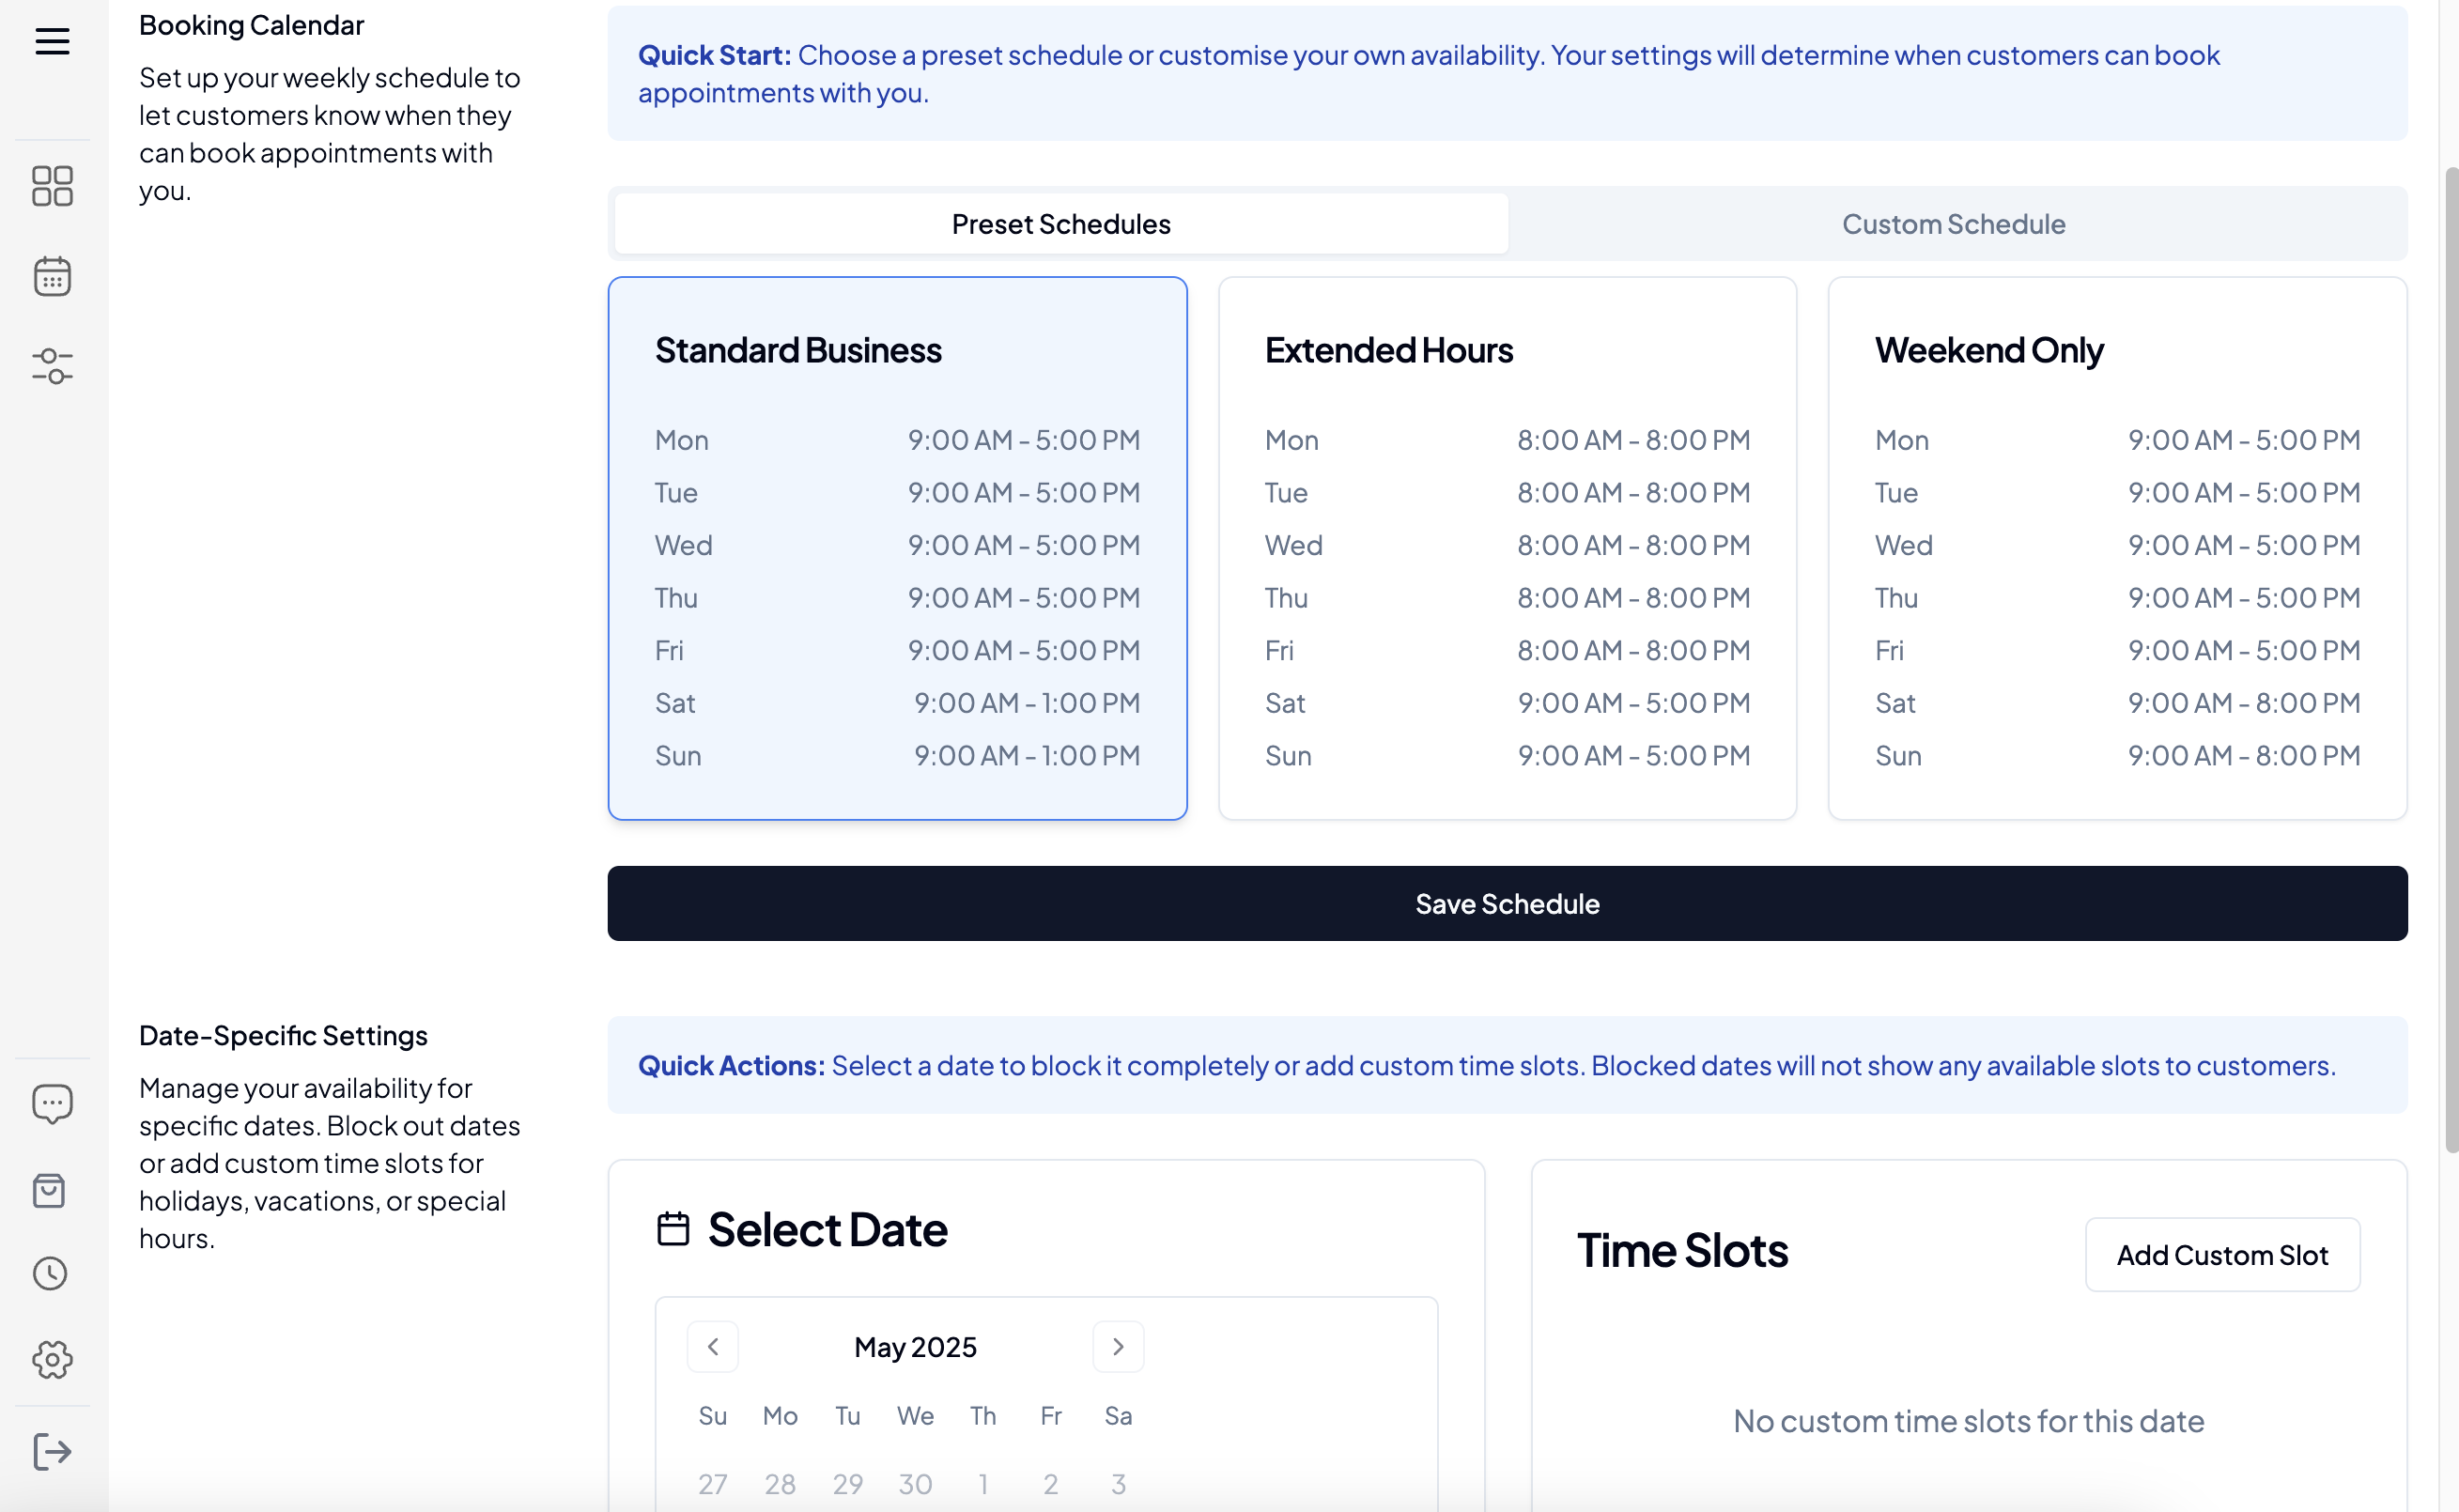 Booking Calendar
Set up your weekly schedule to
let customers know when they
can book appointments with
you.
Quick Start: Choose a preset schedule or customise your own availability. Your settings will determine when customers can book
appointments with you.
Preset Schedules
Custom Schedule
Standard Business
Mon 9:00 AM - 5:00 PM
Tue 9:00 AM - 5:00 PM
Wed 9:00 AM - 5:00 PM
Thu 9:00 AM - 5:00 PM
Fri 9:00 AM - 5:00 PM
Sat 9:00 AM - 1:00 PM
Sun 9:00 AM - 1:00 PM
Extended Hours
Mon 8:00 AM - 8:00 PM
Tue 8:00 AM - 8:00 PM
Wed 8:00 AM - 8:00 PM
Thu 8:00 AM - 8:00 PM
Fri 8:00 AM - 8:00 PM
Sat 9:00 AM - 5:00 PM
Sun 9:00 AM - 5:00 PM
Weekend Only
Mon 9:00 AM - 5:00 PM
Tue 9:00 AM - 5:00 PM
Wed 9:00 AM - 5:00 PM
Thu 9:00 AM - 5:00 PM
Fri 9:00 AM - 5:00 PM
Sat 9:00 AM - 8:00 PM
Sun 9:00 AM - 8:00 PM
Save Schedule
Date-Specific Settings
Manage your availability for
specific dates. Block out dates
or add custom time slots for
holidays, vacations, or special
hours.
Quick Actions: Select a date to block it completely or add custom time slots. Blocked dates will not show any available slots to customers.
Select Date
May 2025
Su Mo Tu We Th Fr Sa
27 28 29 30 1 2 3
Time Slots
Add Custom Slot
No custom time slots for this date